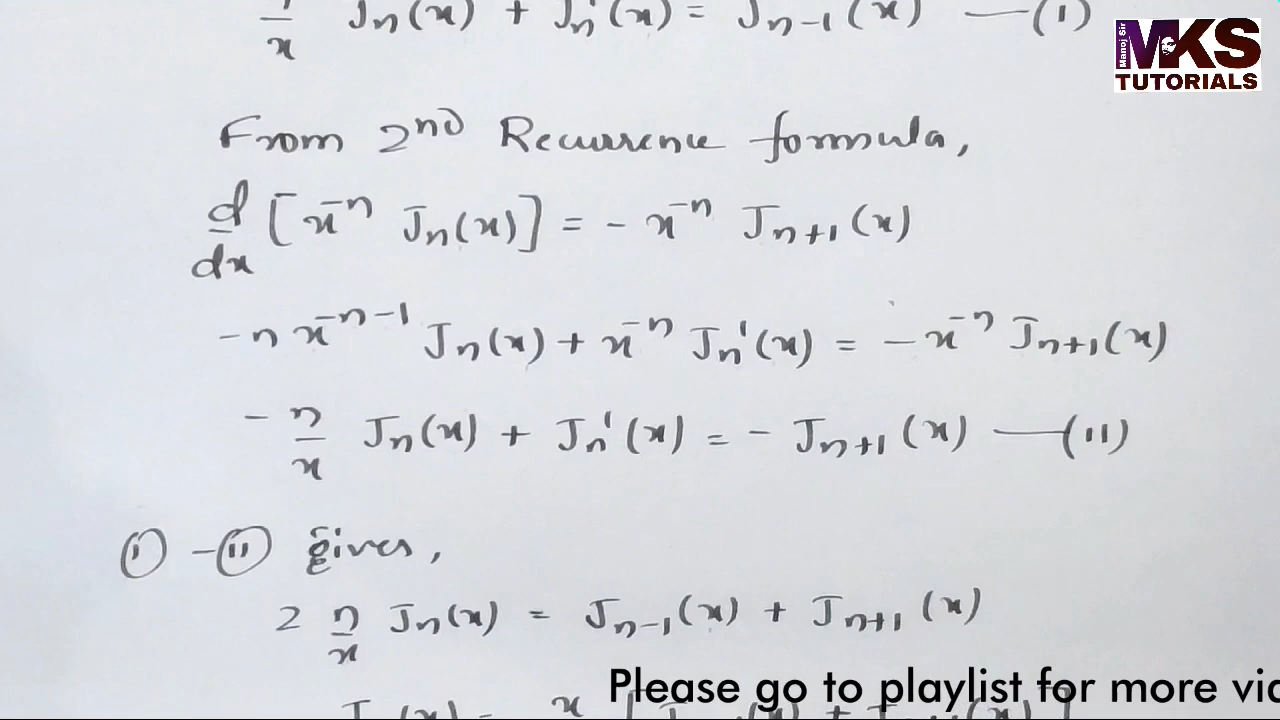 n/x Jn(x) + Jn'(x) = Jn-1(x) —(i)
Manoj Sir
MKS
TUTORIALS
From 2nd Recurrence formula,
d/dx [x^-n Jn(x)] = - x^-n Jn+1(x)
-n x^-n-1 Jn(x) + x^-n Jn'(x) = - x^-n Jn+1(x)
- n/x Jn(x) + Jn'(x) = - Jn+1(x) —(ii)
(i) - (ii) gives,
2 n/x Jn(x) = Jn-1(x) + Jn+1(x)
Please go to playlist for more